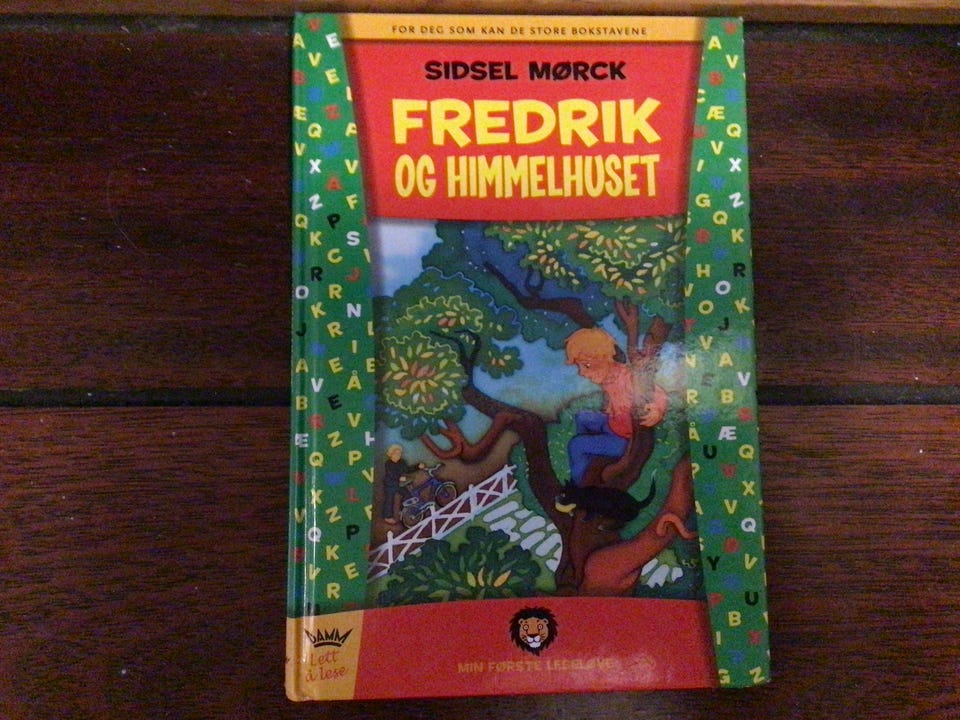 FOR DEG SOM KAN DE STORE BOKSTAVENE
SIDSEL MØRCK
FREDRIK
OG HIMMELHUSET
DAMM
Lett
å lese
MIN FØRSTE LESELØVE